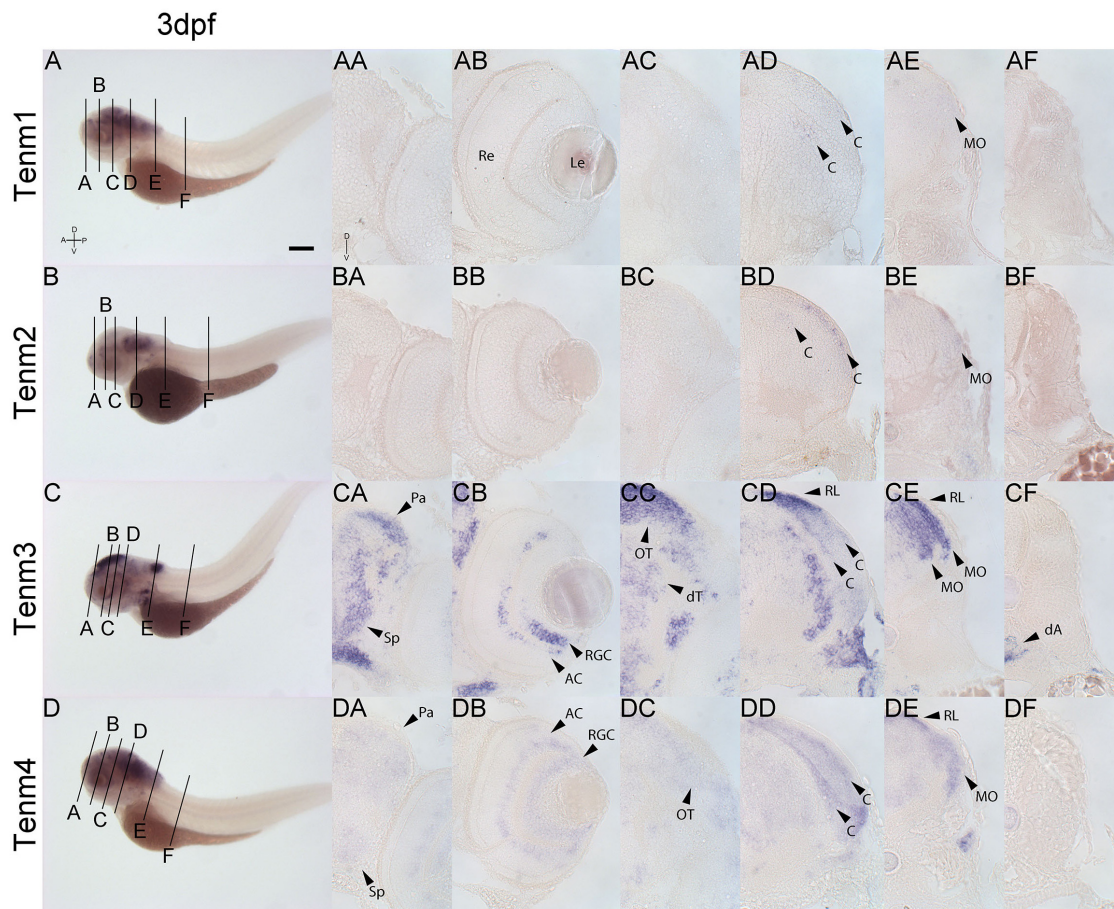 3dpf
Tenm1
A
B
A
C
D
E
F
D
A
P
V
AA
D
V
AB
Re
Le
AC
AD
C
C
AE
MO
AF
Tenm2
B
B
A
C
D
E
F
BA
BB
BC
BD
C
C
BE
MO
BF
Tenm3
C
B
D
A
C
E
F
CA
Pa
Sp
CB
RGC
AC
CC
OT
dT
CD
RL
C
C
CE
RL
MO
MO
CF
dA
Tenm4
D
B
D
A
C
E
F
DA
Pa
Sp
DB
AC
RGC
DC
OT
DD
C
C
DE
RL
MO
DF